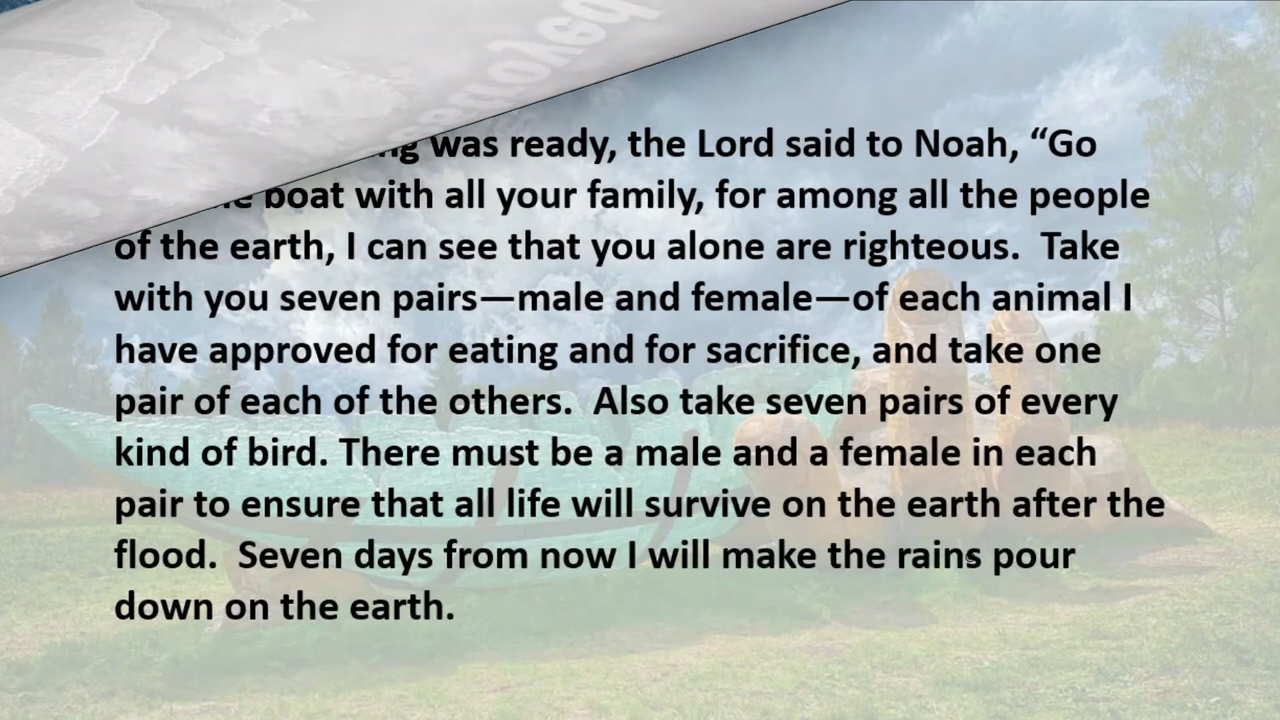 was ready, the Lord said to Noah, “Go
boat with all your family, for among all the people
of the earth, I can see that you alone are righteous.  Take
with you seven pairs—male and female—of each animal I
have approved for eating and for sacrifice, and take one
pair of each of the others.  Also take seven pairs of every
kind of bird. There must be a male and a female in each
pair to ensure that all life will survive on the earth after the
flood.  Seven days from now I will make the rains pour
down on the earth.